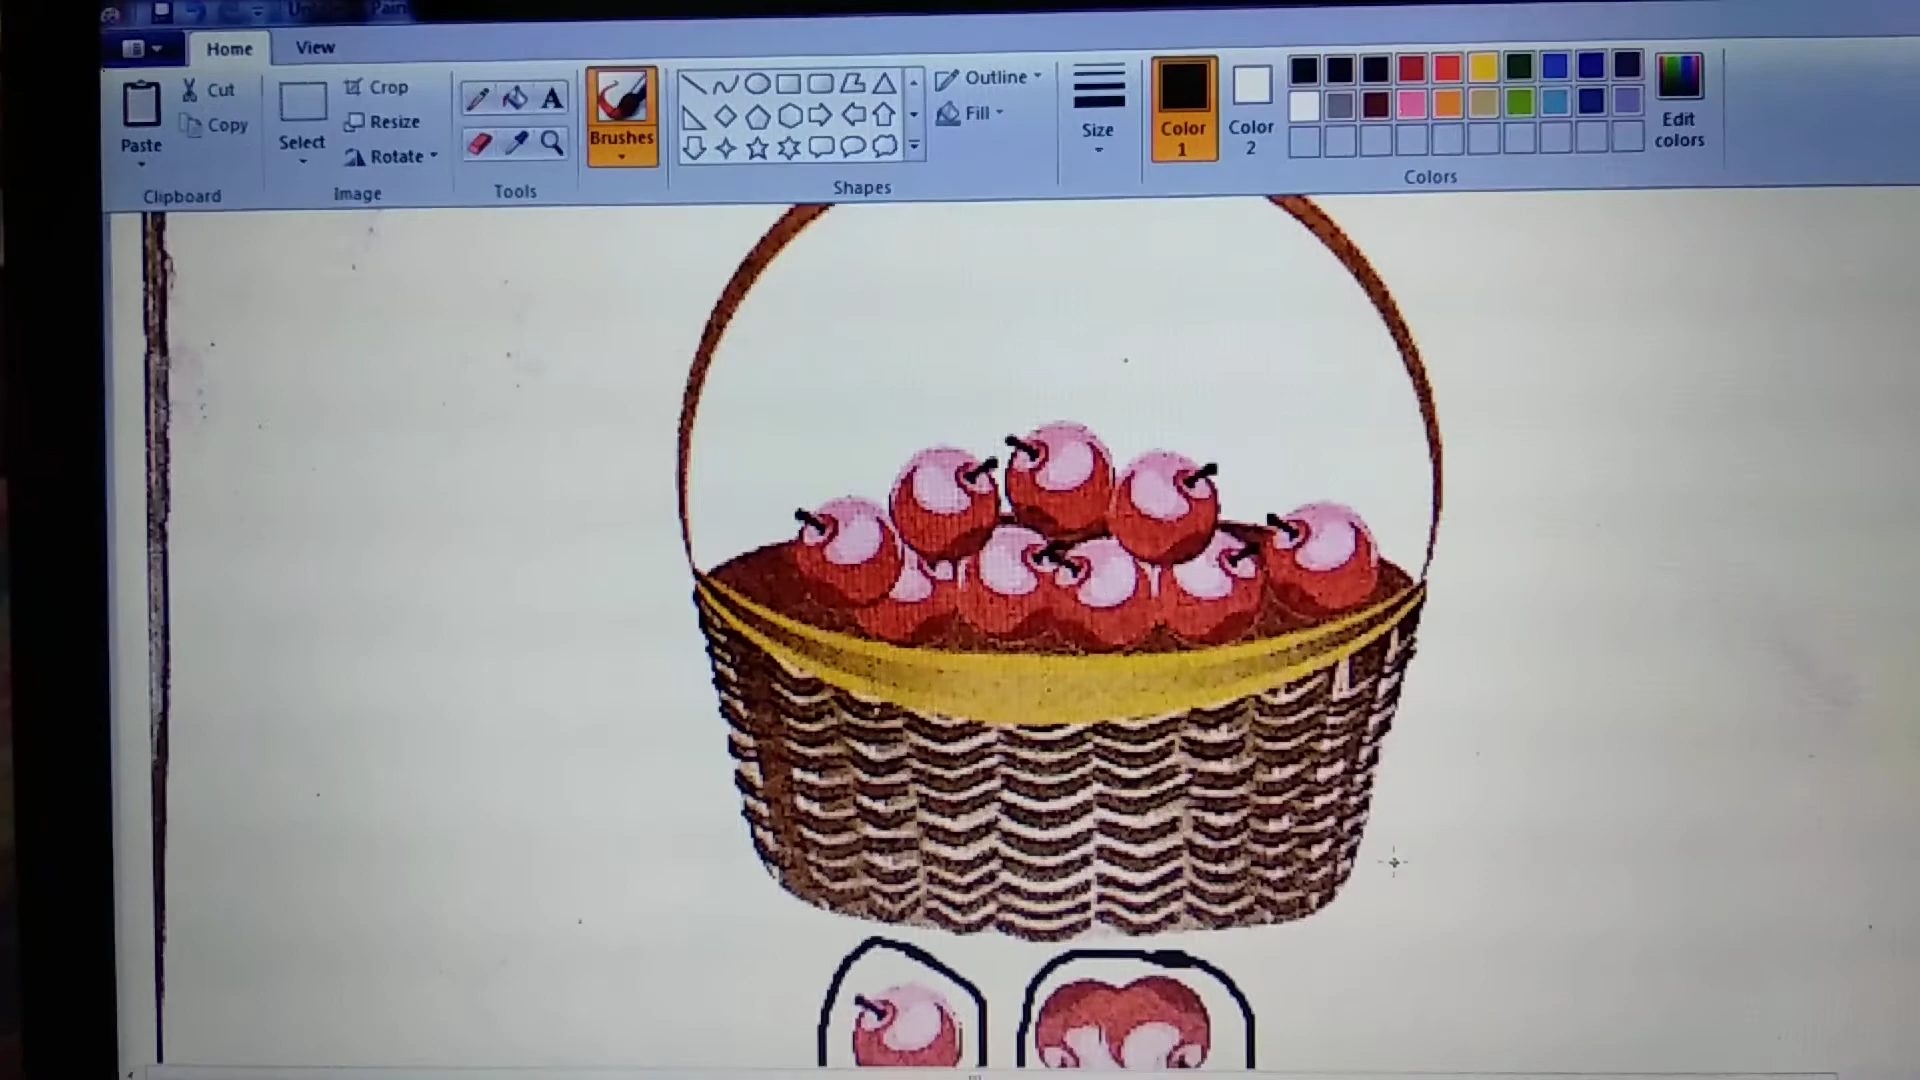 Home View
Paste
Cut
Copy
Clipboard
Select
Crop
Resize
Rotate
Image
A
Tools
Brushes
Shapes
Outline
Fill
Size
Color
1
Color
2
Colors
Edit
colors